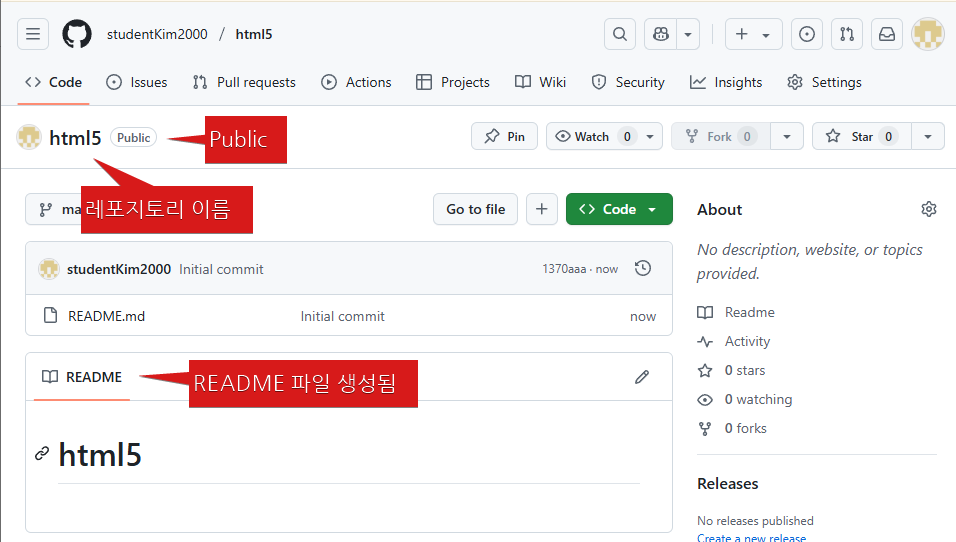 studentKim2000 / html5
Code Issues Pull requests Actions Projects Wiki Security Insights Settings
html5 Public Pin Watch 0 Fork 0 Star 0
Public
레포지토리 이름
Go to file Code
About
No description, website, or topics
provided.
studentKim2000 Initial commit 1370aaa · now
README.md Initial commit now
README
README 파일 생성됨
html5
Readme
Activity
0 stars
0 watching
0 forks
Releases
No releases published
Create a new release